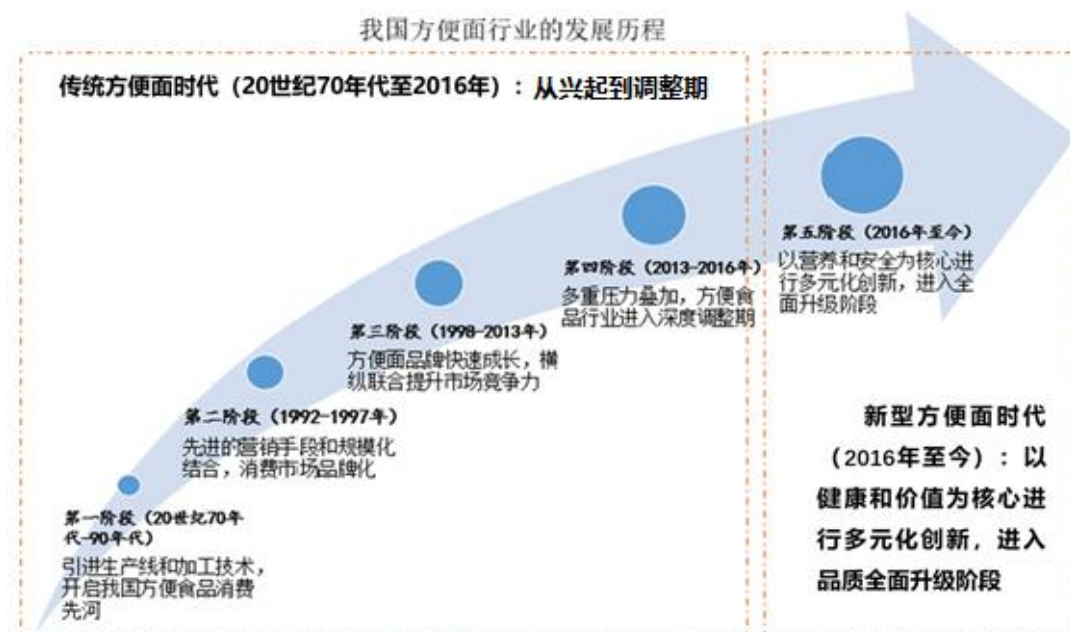 我国方便面行业的发展历程
传统方便面时代（20世纪70年代至2016年）：从兴起到调整期
第一阶段（20世纪70年
代-90年代）
引进生产线和加工技术，
开启我国方便食品消费
先河
第二阶段（1992-1997年）
先进的营销手段和规模化
结合，消费市场品牌化
第三阶段（1998-2013年）
方便面品牌快速成长，横
纵联合提升市场竞争力
第四阶段（2013-2016年）
多重压力叠加，方便食
品行业进入深度调整期
第五阶段（2016年至今）
以营养和安全为核心进
行多元化创新，进入全
面升级阶段
新型方便面时代
（2016年至今）：以
健康和价值为核心进
行多元化创新，进入
品质全面升级阶段